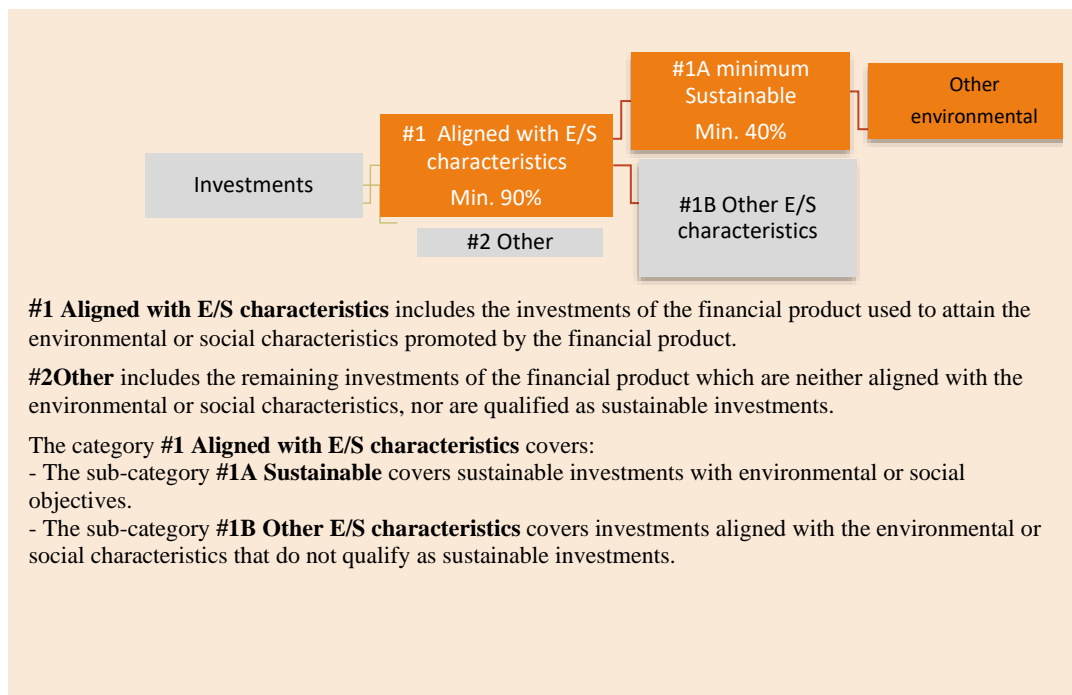 Investments
#1 Aligned with E/S
characteristics
Min. 90%
#2 Other
#1A minimum
Sustainable
Min. 40%
#1B Other E/S
characteristics
Other
environmental
#1 Aligned with E/S characteristics includes the investments of the financial product used to attain the
environmental or social characteristics promoted by the financial product.
#2Other includes the remaining investments of the financial product which are neither aligned with the
environmental or social characteristics, nor are qualified as sustainable investments.
The category #1 Aligned with E/S characteristics covers:
- The sub-category #1A Sustainable covers sustainable investments with environmental or social
objectives.
- The sub-category #1B Other E/S characteristics covers investments aligned with the environmental or
social characteristics that do not qualify as sustainable investments.